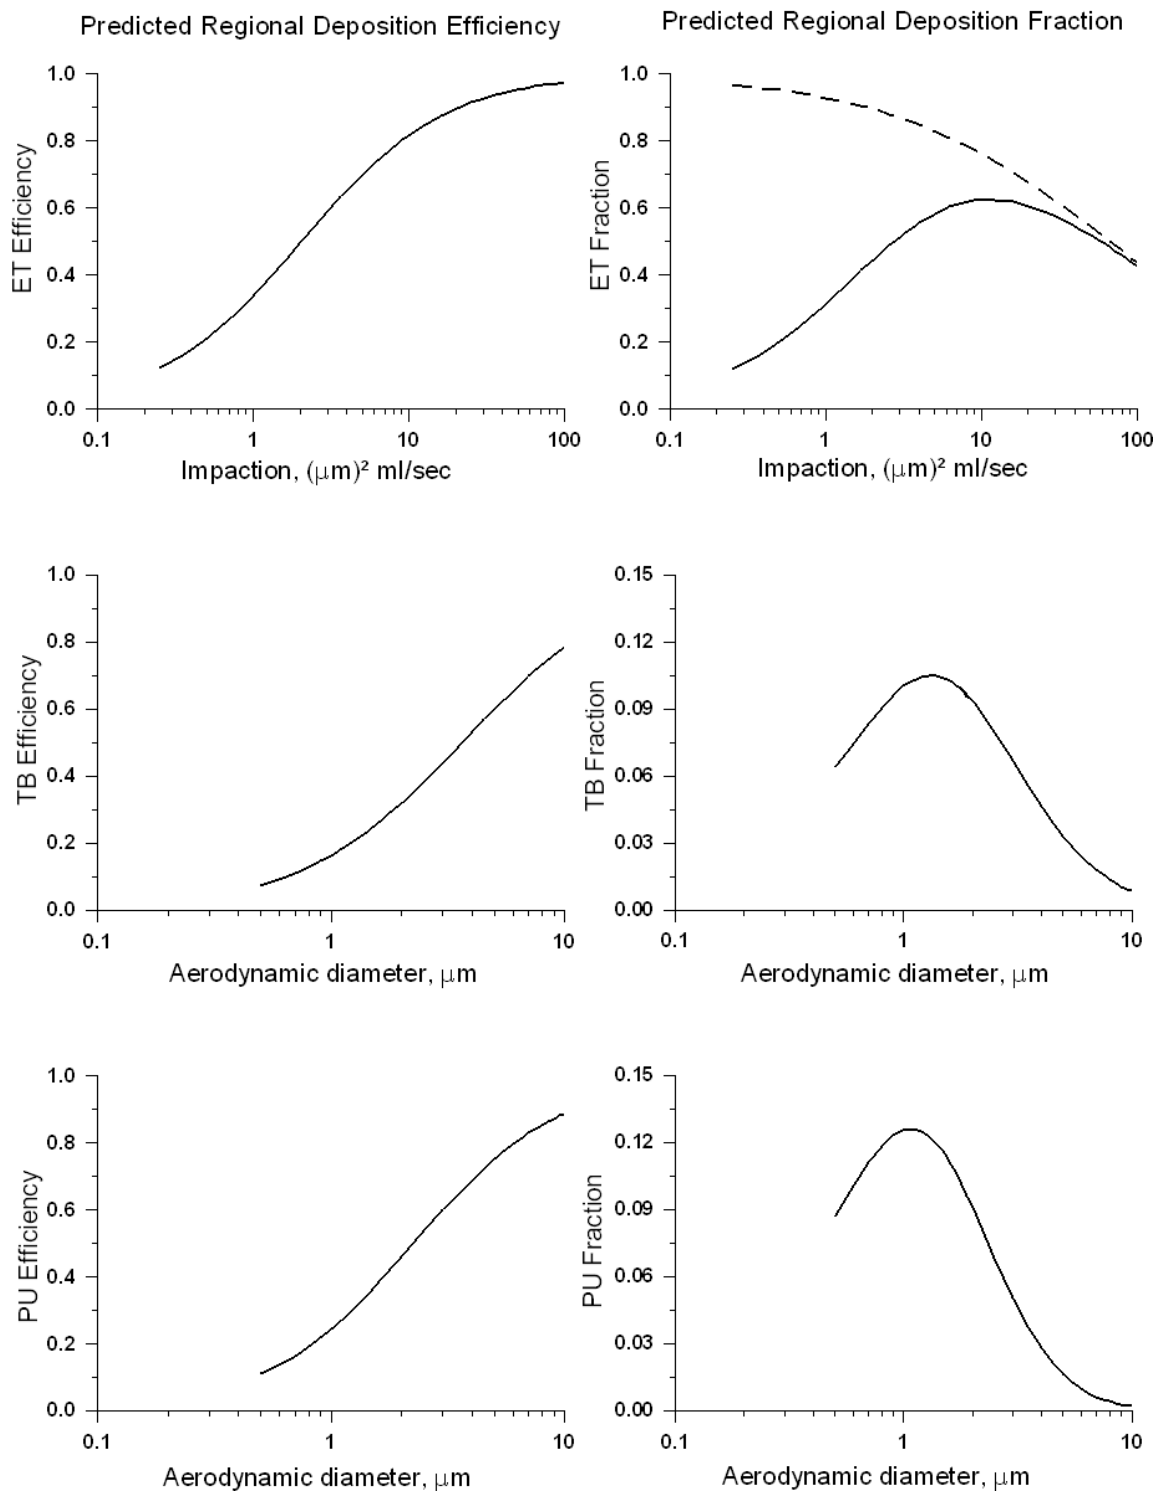 Predicted Regional Deposition Efficiency
Predicted Regional Deposition Fraction
1.0
0.8
0.6
0.4
0.2
0.0
ET Efficiency
0.1 1 10 100
Impaction, (μm)² ml/sec
1.0
0.8
0.6
0.4
0.2
0.0
ET Fraction
0.1 1 10 100
Impaction, (μm)² ml/sec
1.0
0.8
0.6
0.4
0.2
0.0
TB Efficiency
0.1 1 10
Aerodynamic diameter, μm
0.15
0.12
0.09
0.06
0.03
0.00
TB Fraction
0.1 1 10
Aerodynamic diameter, μm
1.0
0.8
0.6
0.4
0.2
0.0
PU Efficiency
0.1 1 10
Aerodynamic diameter, μm
0.15
0.12
0.09
0.06
0.03
0.00
PU Fraction
0.1 1 10
Aerodynamic diameter, μm